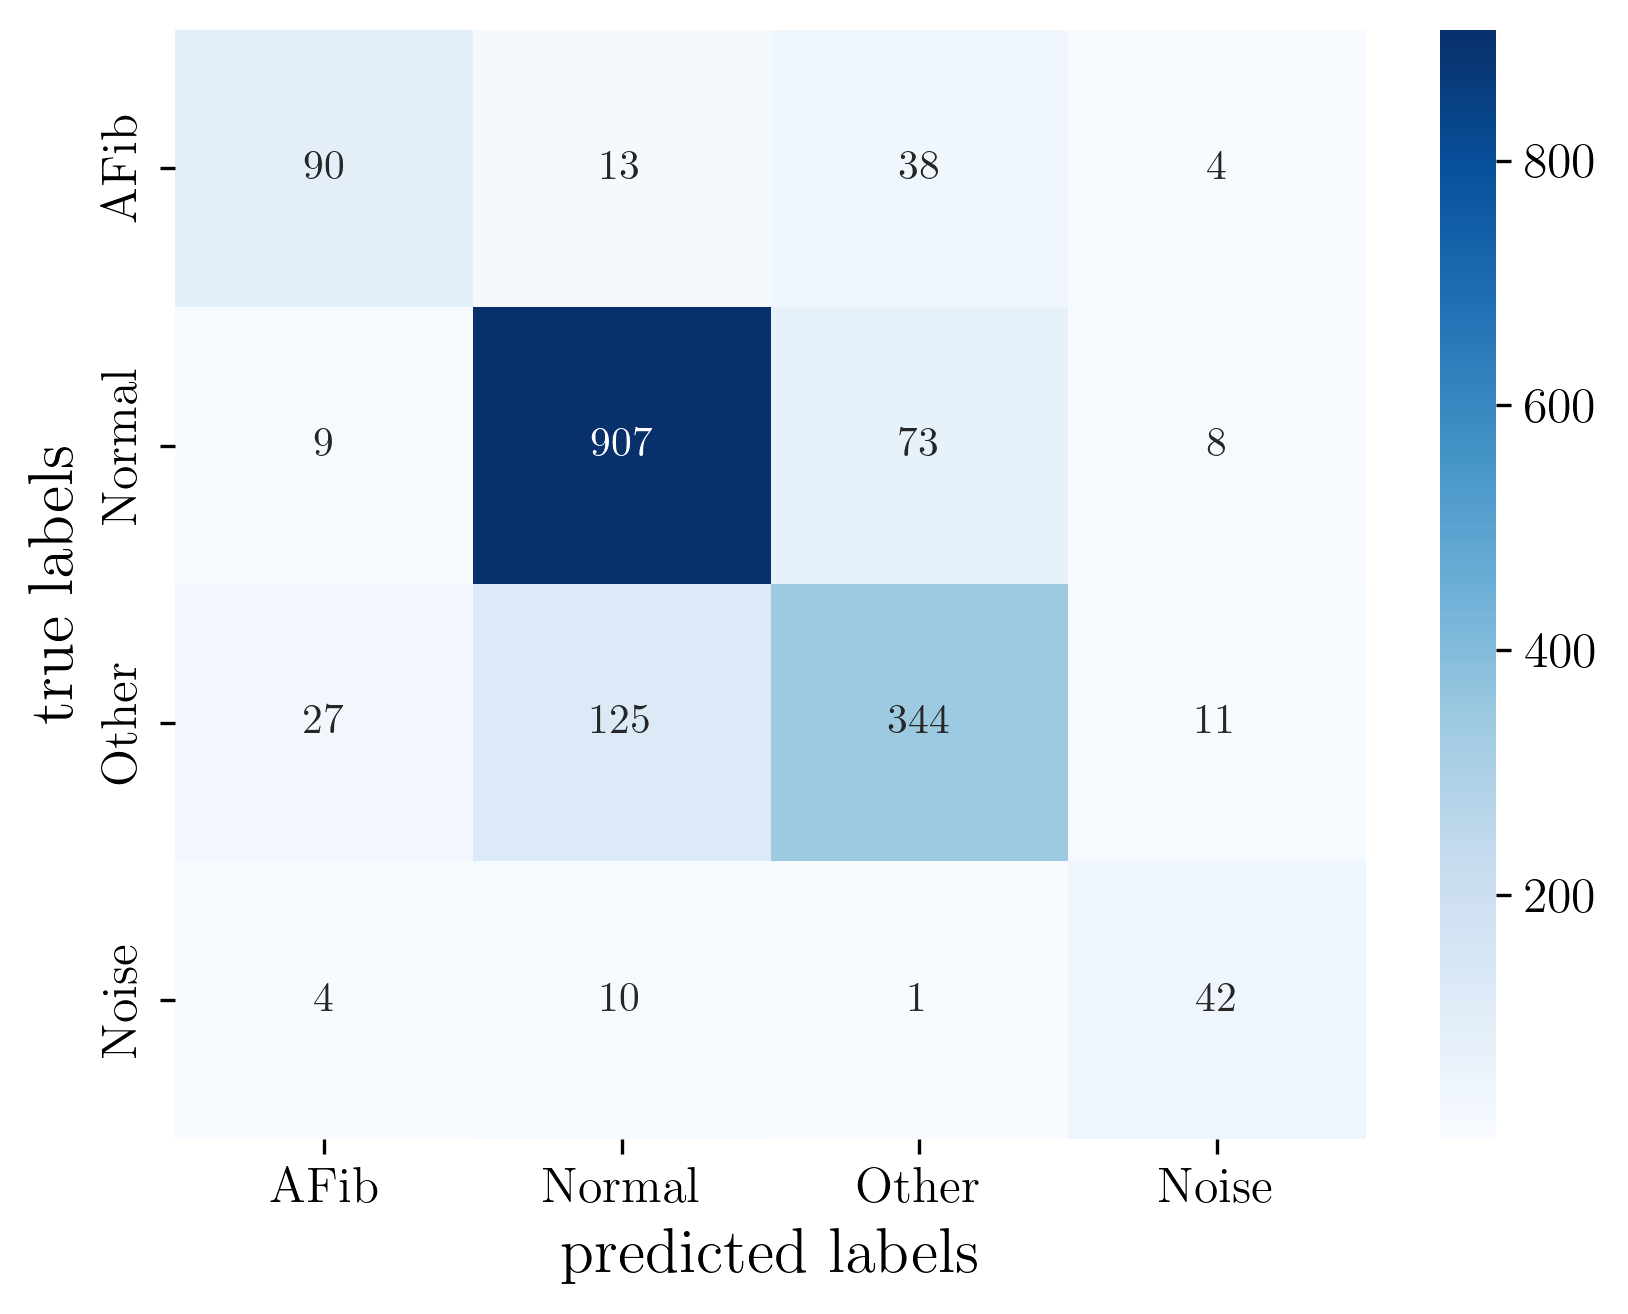 AFib
90 13 38 4
Normal
9 907 73 8
Other
27 125 344 11
Noise
4 10 1 42
true labels
AFib Normal Other Noise
predicted labels
800
600
400
200